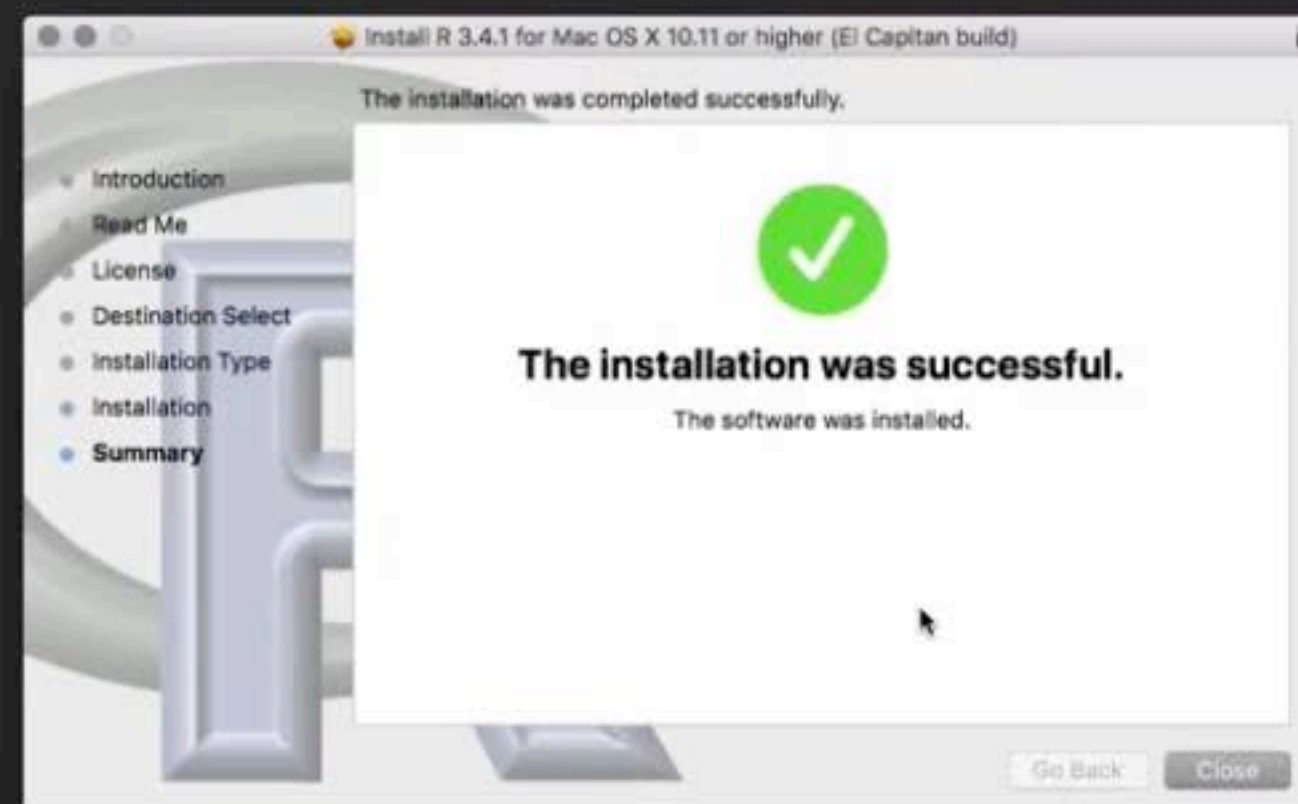 Install R 3.4.1 for Mac OS X 10.11 or higher (El Capitan build)
The installation was completed successfully.
Introduction
Read Me
License
Destination Select
Installation Type
Installation
Summary
The installation was successful.
The software was installed.
Go Back
Close